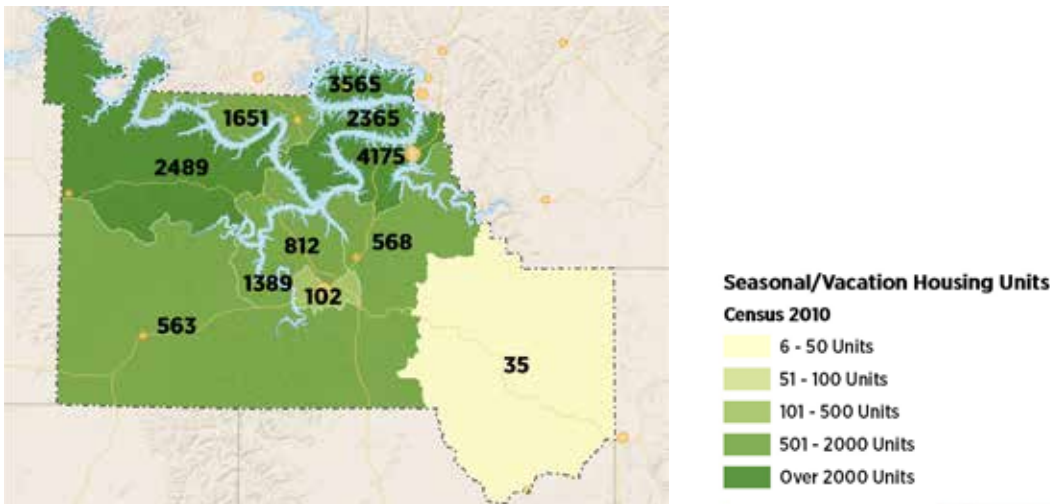 3565
1651
2365
4175
2489
812
568
1389
102
563
35
Seasonal/Vacation Housing Units
Census 2010
6 - 50 Units
51 - 100 Units
101 - 500 Units
501 - 2000 Units
Over 2000 Units